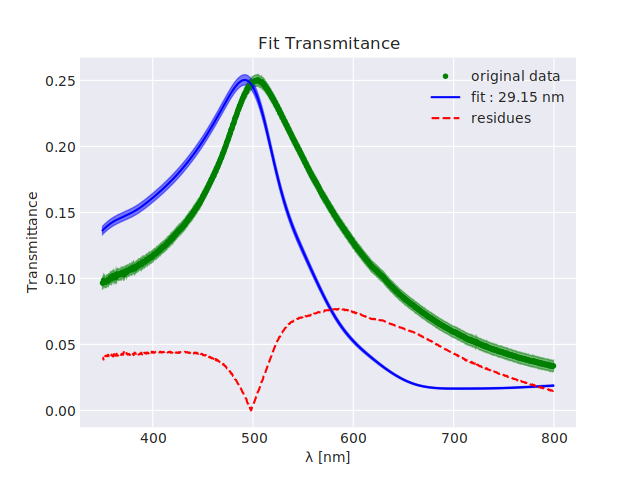 Fit Transmitance
Transmittance
0.25
0.20
0.15
0.10
0.05
0.00
original data
fit : 29.15 nm
residues
400 500 600 700 800
λ [nm]